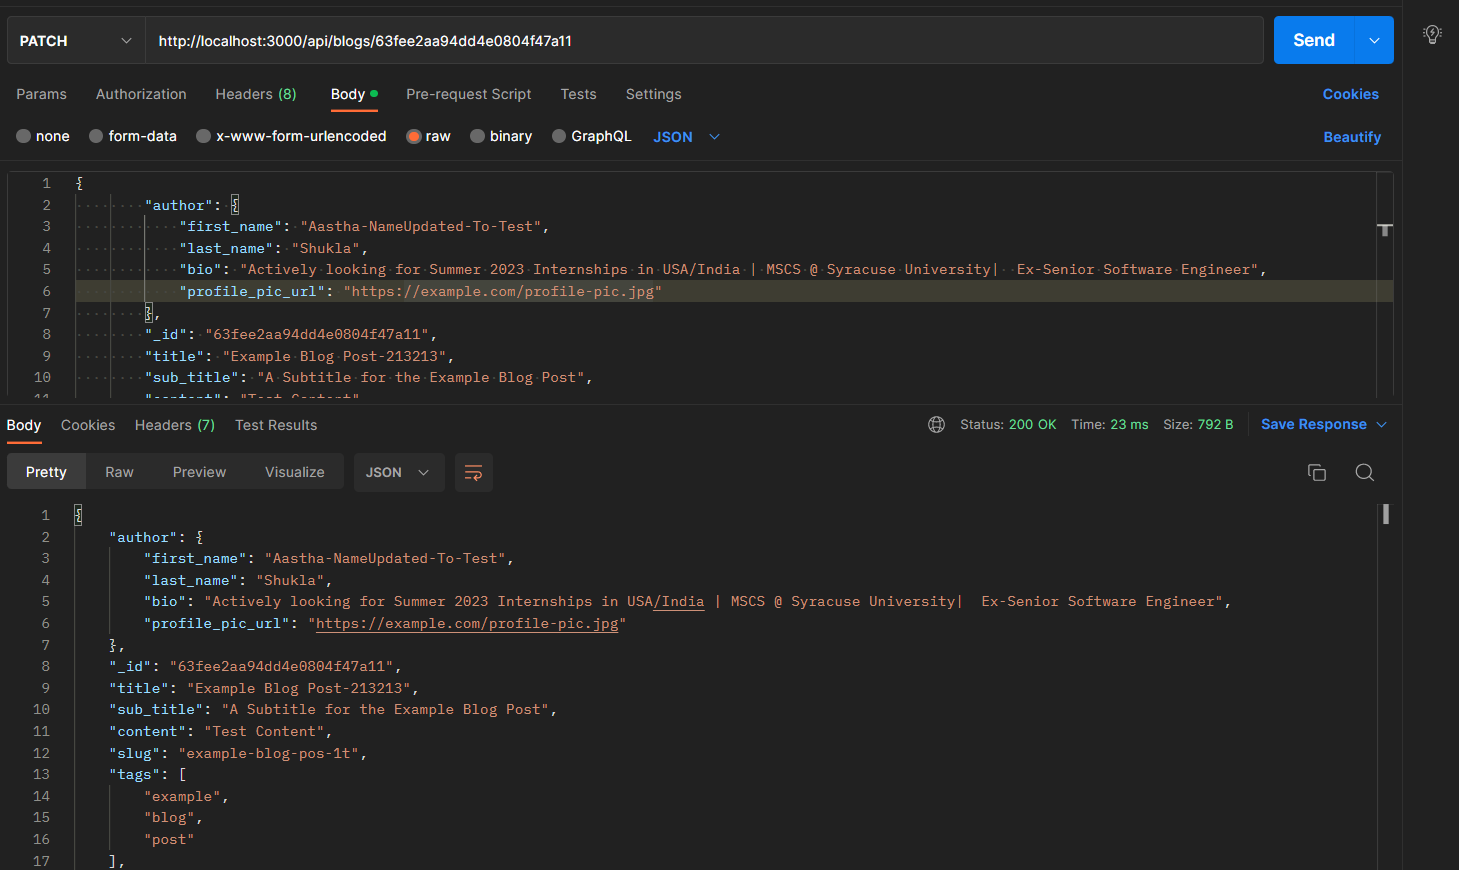 PATCH http://localhost:3000/api/blogs/63fee2aa94dd4e0804f47a11 Send
Params Authorization Headers (8) Body Pre-request Script Tests Settings Cookies
none form-data x-www-form-urlencoded raw binary GraphQL JSON Beautify
1 {
2 "author": {
3 "first_name": "Aastha-NameUpdated-To-Test",
4 "last_name": "Shukla",
5 "bio": "Actively looking for Summer 2023 Internships in USA/India | MSCS @ Syracuse University|  Ex-Senior Software Engineer",
6 "profile_pic_url": "https://example.com/profile-pic.jpg"
7 },
8 "_id": "63fee2aa94dd4e0804f47a11",
9 "title": "Example Blog Post-213213",
10 "sub_title": "A Subtitle for the Example Blog Post",
11 "content": "Test Content"
Body Cookies Headers (7) Test Results Status: 200 OK Time: 23 ms Size: 792 B Save Response
Pretty Raw Preview Visualize JSON
1 {
2 "author": {
3 "first_name": "Aastha-NameUpdated-To-Test",
4 "last_name": "Shukla",
5 "bio": "Actively looking for Summer 2023 Internships in USA/India | MSCS @ Syracuse University|  Ex-Senior Software Engineer",
6 "profile_pic_url": "https://example.com/profile-pic.jpg"
7 },
8 "_id": "63fee2aa94dd4e0804f47a11",
9 "title": "Example Blog Post-213213",
10 "sub_title": "A Subtitle for the Example Blog Post",
11 "content": "Test Content",
12 "slug": "example-blog-pos-1t",
13 "tags": [
14 "example",
15 "blog",
16 "post"
17 ],